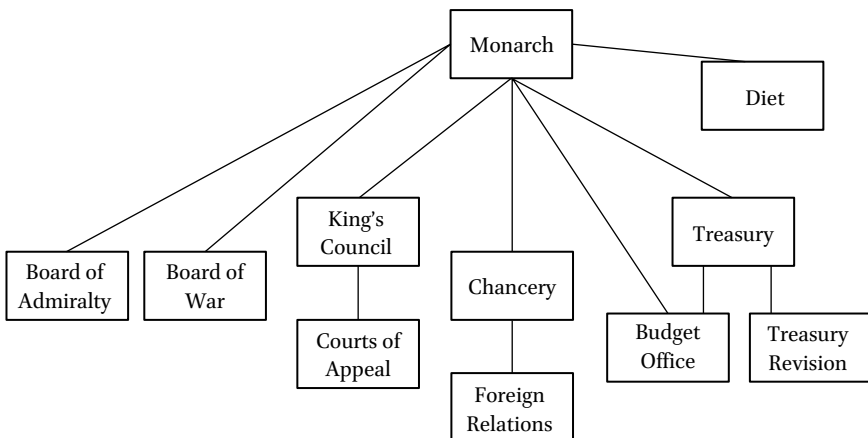 Monarch
Diet
King's
Council
Treasury
Board of
Admiralty
Board of
War
Chancery
Courts of
Appeal
Budget
Office
Treasury
Revision
Foreign
Relations